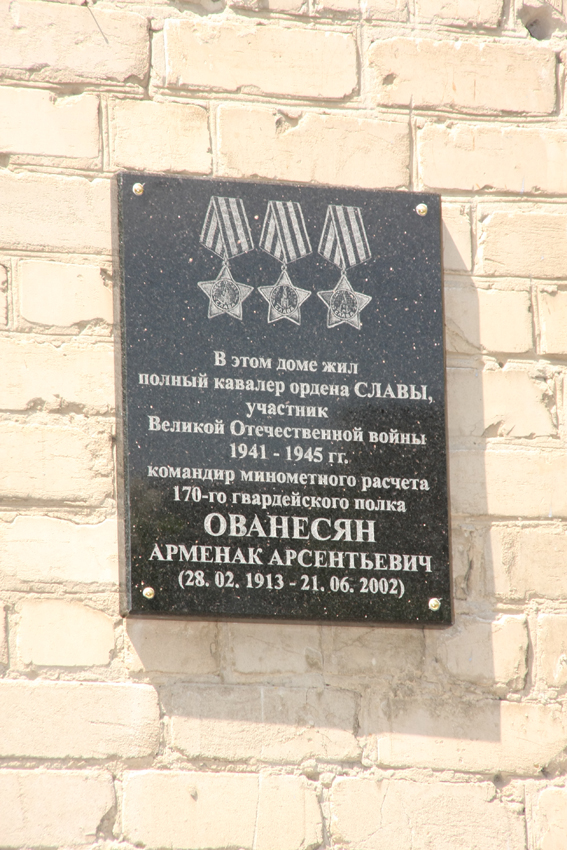 В этом доме жил
полный кавалер ордена СЛАВЫ,
участник
Великой Отечественной войны
1941 - 1945 гг.
командир минометного расчета
170-го гвардейского полка
ОВАНЕСЯН
АРМЕНАК АРСЕНТЬЕВИЧ
(28. 02. 1913 - 21. 06. 2002)